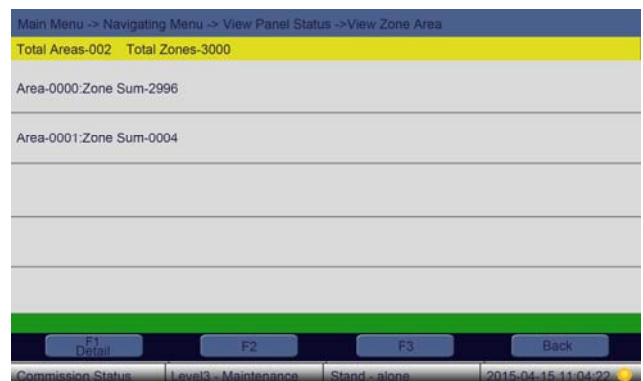 Main Menu -> Navigating Menu -> View Panel Status ->View Zone Area
Total Areas-002 Total Zones-3000
Area-0000:Zone Sum-2996
Area-0001:Zone Sum-0004
F1
Detail
F2
F3
Back
Commission Status Level3 - Maintenance Stand - alone 2015-04-15 11:04:22